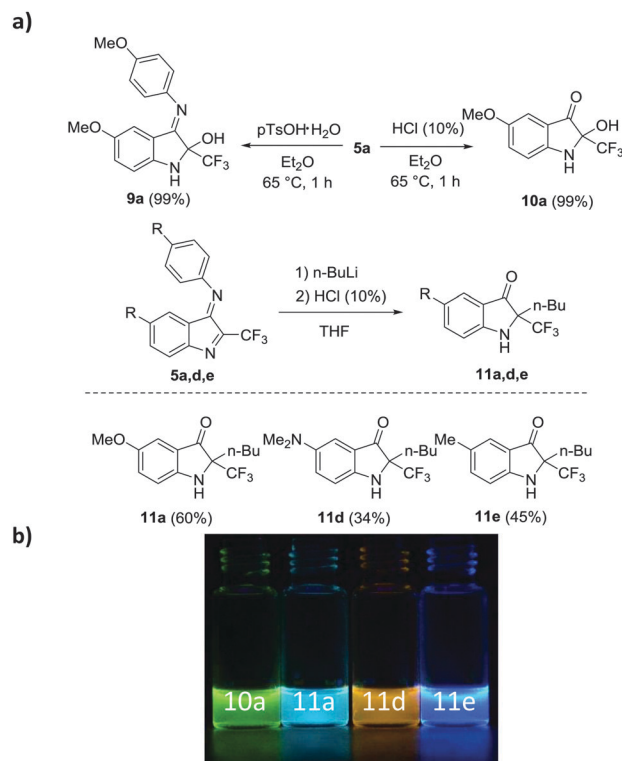 a)
MeO
N
MeO
OH
CF3
N
H
9a (99%)
pTsOH•H2O
Et2O
65 °C, 1 h
5a
HCl (10%)
Et2O
65 °C, 1 h
O
MeO
OH
CF3
N
H
10a (99%)
R
N
R
CF3
N
5a,d,e
1) n-BuLi
2) HCl (10%)
THF
O
R
n-Bu
CF3
N
H
11a,d,e
O
MeO
n-Bu
CF3
N
H
11a (60%)
NMe2
O
n-Bu
CF3
N
H
11d (34%)
Me
O
n-Bu
CF3
N
H
11e (45%)
b)
10a 11a 11d 11e